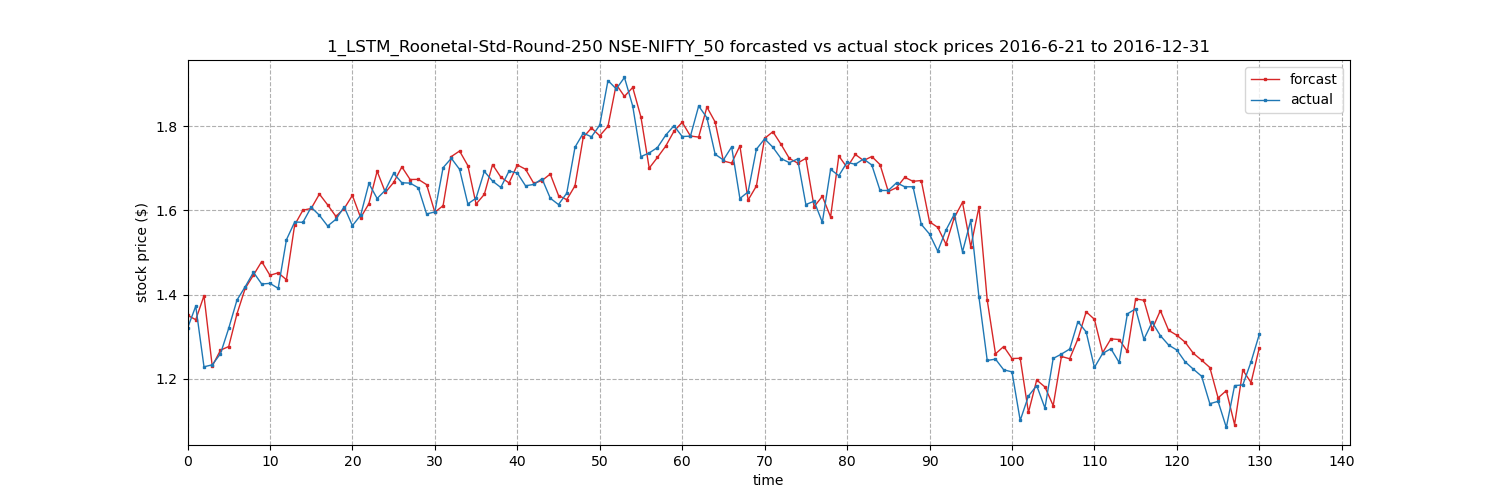 1_LSTM_Roonetal-Std-Round-250 NSE-NIFTY_50 forcasted vs actual stock prices 2016-6-21 to 2016-12-31
forcast
actual
stock price ($)
1.8
1.6
1.4
1.2
0 10 20 30 40 50 60 70 80 90 100 110 120 130 140
time